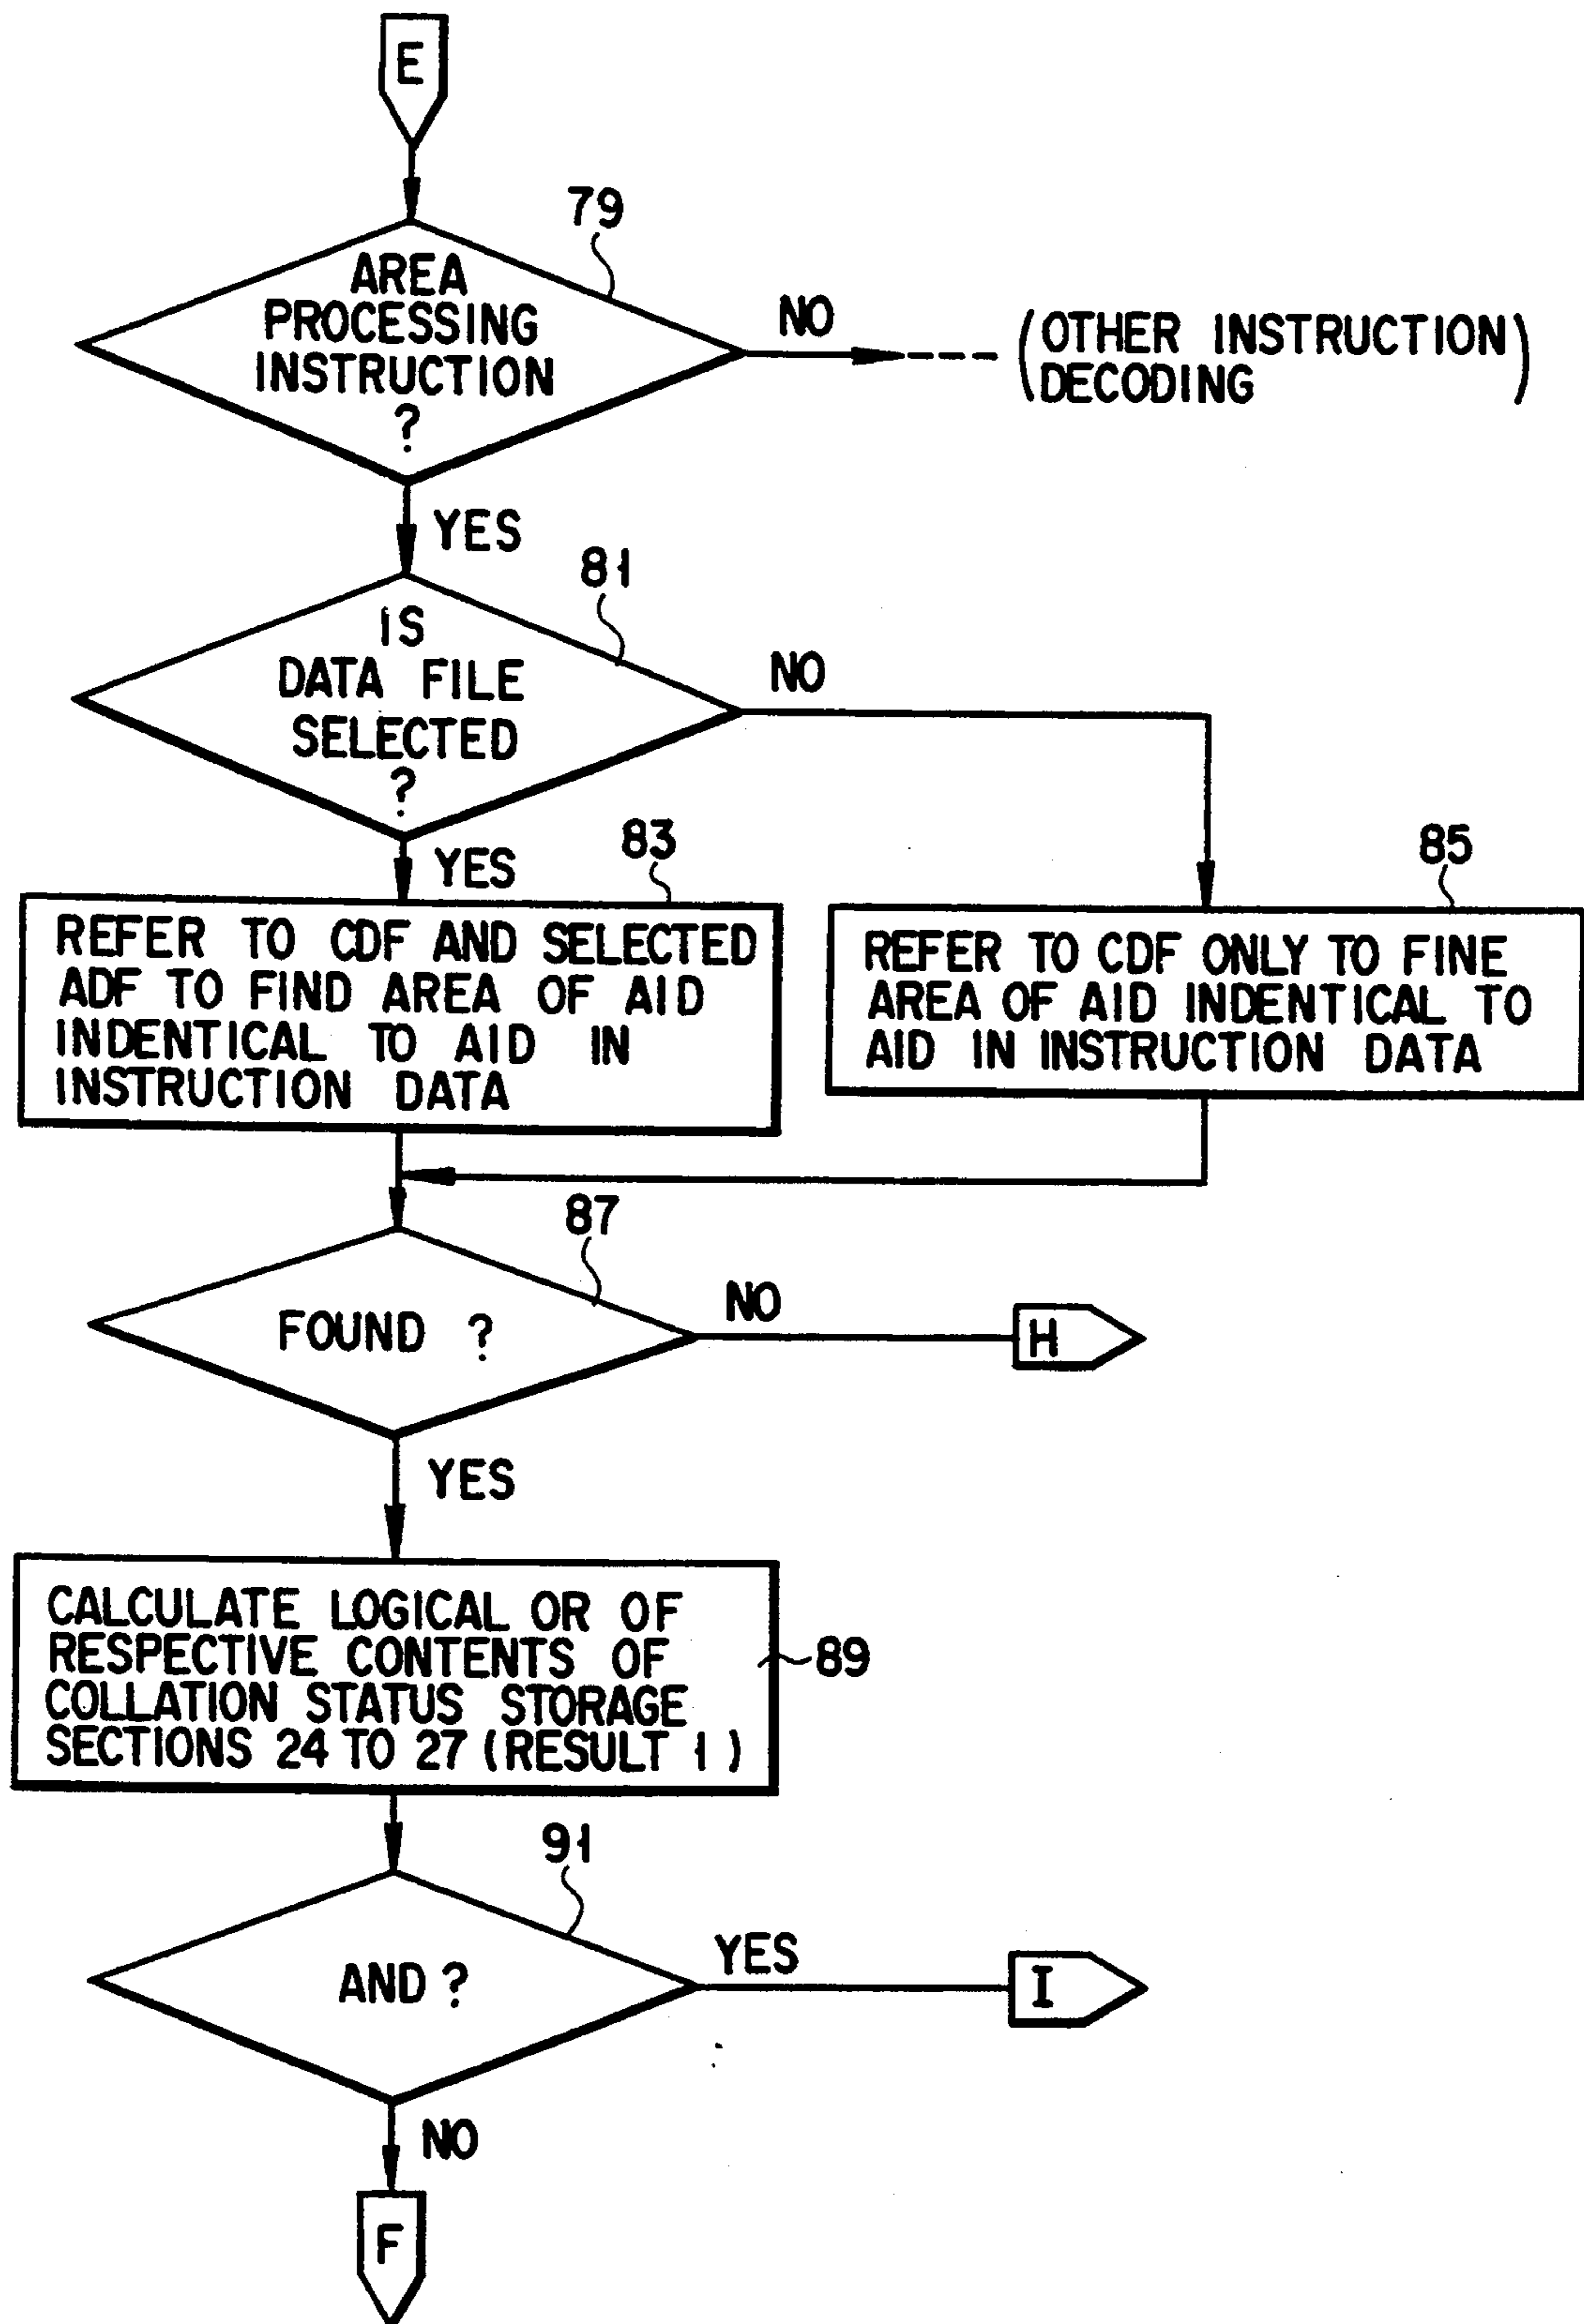 E
79
AREA
PROCESSING
INSTRUCTION
?
NO
(OTHER INSTRUCTION
DECODING)
YES
81
IS
DATA FILE
SELECTED
?
NO
YES
83
REFER TO CDF AND SELECTED
ADF TO FIND AREA OF AID
INDENTICAL TO AID IN
INSTRUCTION DATA
85
REFER TO CDF ONLY TO FINE
AREA OF AID INDENTICAL TO
AID IN INSTRUCTION DATA
87
FOUND ?
NO
H
YES
CALCULATE LOGICAL OR OF
RESPECTIVE CONTENTS OF
COLLATION STATUS STORAGE
SECTIONS 24 TO 27 (RESULT 1)
89
91
AND ?
YES
I
NO
F